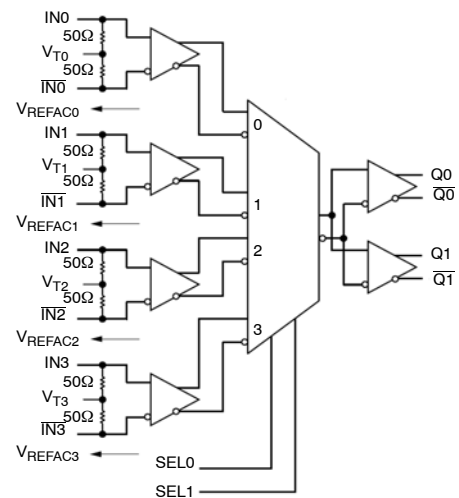 IN0
50Ω
VT0
50Ω
IN0
VREFAC0
IN1
50Ω
VT1
50Ω
IN1
VREFAC1
IN2
50Ω
VT2
50Ω
IN2
VREFAC2
IN3
50Ω
VT3
50Ω
IN3
VREFAC3
0
1
2
3
SEL0
SEL1
Q0
Q0
Q1
Q1